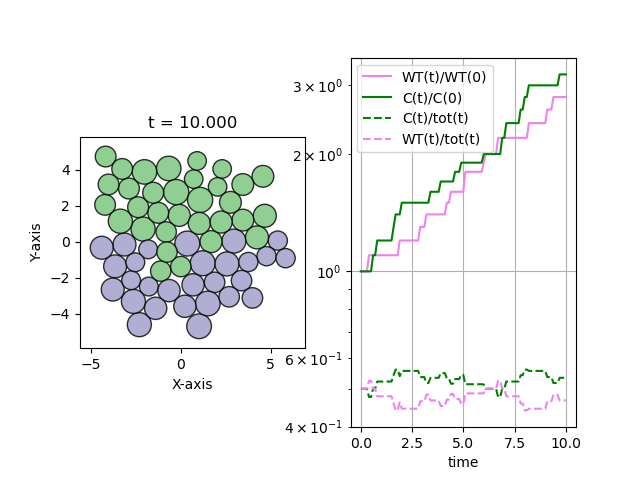 t = 10.000
Y-axis
4
2
0
−2
−4
−5
0
5
X-axis
3 × 10⁰
2 × 10⁰
10⁰
6 × 10⁻¹
4 × 10⁻¹
WT(t)/WT(0)
C(t)/C(0)
C(t)/tot(t)
WT(t)/tot(t)
0.0
2.5
5.0
7.5
10.0
time